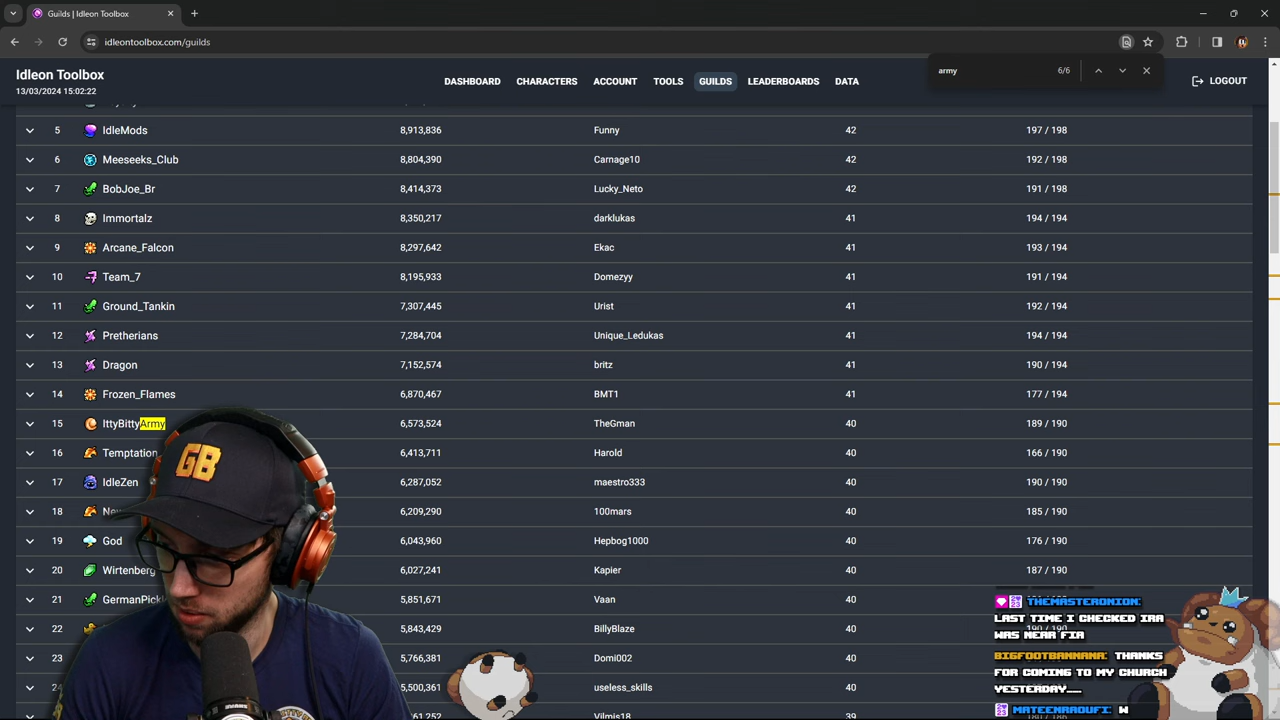 Guilds | Idleon Toolbox
idleontoolbox.com/guilds
army 6/6
Idleon Toolbox
13/03/2024 15:02:22
DASHBOARD CHARACTERS ACCOUNT TOOLS GUILDS LEADERBOARDS DATA
LOGOUT
5 IdleMods 8,913,836 Funny 42 197 / 198
6 Meeseeks_Club 8,804,390 Carnage10 42 192 / 198
7 BobJoe_Br 8,414,373 Lucky_Neto 42 191 / 198
8 Immortalz 8,350,217 darklukas 41 194 / 194
9 Arcane_Falcon 8,297,642 Ekac 41 193 / 194
10 Team_7 8,195,933 Domezyy 41 191 / 194
11 Ground_Tankin 7,307,445 Urist 41 192 / 194
12 Pretherians 7,284,704 Unique_Ledukas 41 194 / 194
13 Dragon 7,152,574 britz 41 190 / 194
14 Frozen_Flames 6,870,467 BMT1 41 177 / 194
15 IttyBittyArmy 6,573,524 TheGman 41 189 / 190
16 Temptation 6,413,711 Harold 40 166 / 190
17 IdleZen 6,287,052 maestro333 40 190 / 190
18 6,209,290 100mars 40 185 / 190
19 God 6,043,960 Hepbog1000 40 176 / 190
20 Wirtenberg 6,027,241 Kapier 40 187 / 190
21 GermanPick 5,851,671 Vaan 40
22 5,843,429 BillyBlaze 40
23 5,766,381 Domi002 40
5,500,361 useless_skills 40
Vilmis18 39
THEMASTERONION:
LAST TIME I CHECKED IRA
WAS NERA FIA
BIGFOOTBANNANA: THANKS
FOR COMING TO MY CHURCH
YESTERDAY...
MATEENRAOUFI: W
GB